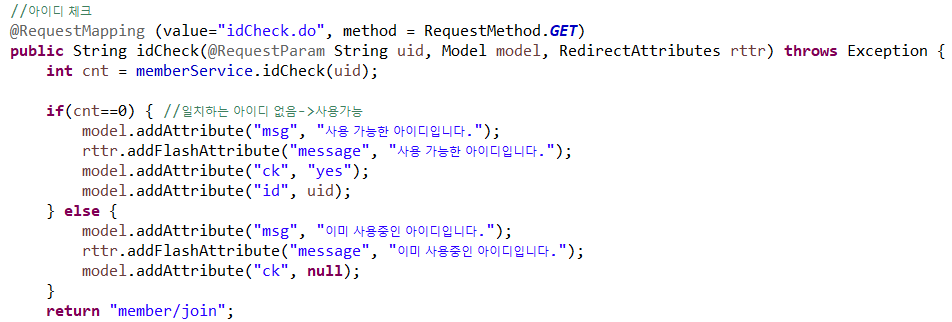 //아이디 체크
@RequestMapping (value="idCheck.do", method = RequestMethod.GET)
public String idCheck(@RequestParam String uid, Model model, RedirectAttributes rttr) throws Exception {
    int cnt = memberService.idCheck(uid);

    if(cnt==0) { //일치하는 아이디 없음->사용가능
        model.addAttribute("msg", "사용 가능한 아이디입니다.");
        rttr.addFlashAttribute("message", "사용 가능한 아이디입니다.");
        model.addAttribute("ck", "yes");
        model.addAttribute("id", uid);
    } else {
        model.addAttribute("msg", "이미 사용중인 아이디입니다.");
        rttr.addFlashAttribute("message", "이미 사용중인 아이디입니다.");
        model.addAttribute("ck", null);
    }
    return "member/join";